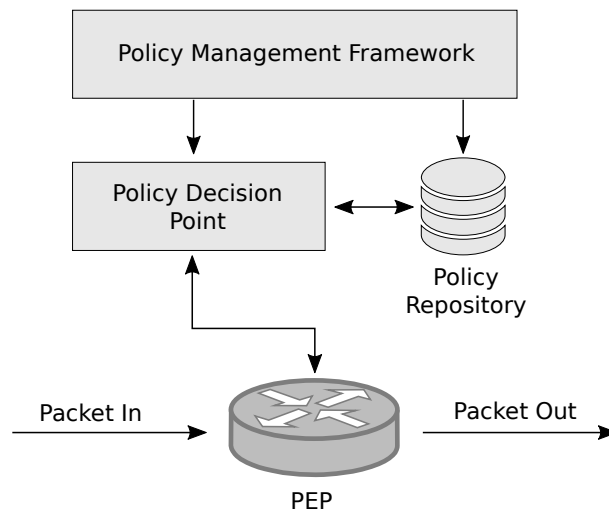 Policy Management Framework
Policy Decision
Point
Policy
Repository
Packet In
Packet Out
PEP